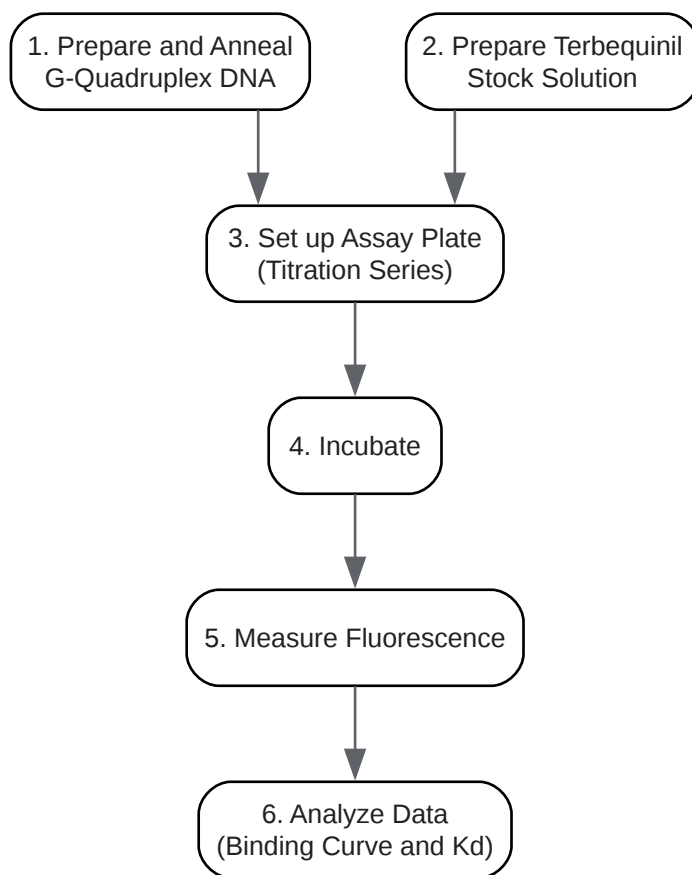 1. Prepare and Anneal
G-Quadruplex DNA
2. Prepare Terbequinil
Stock Solution
3. Set up Assay Plate
(Titration Series)
4. Incubate
5. Measure Fluorescence
6. Analyze Data
(Binding Curve and Kd)